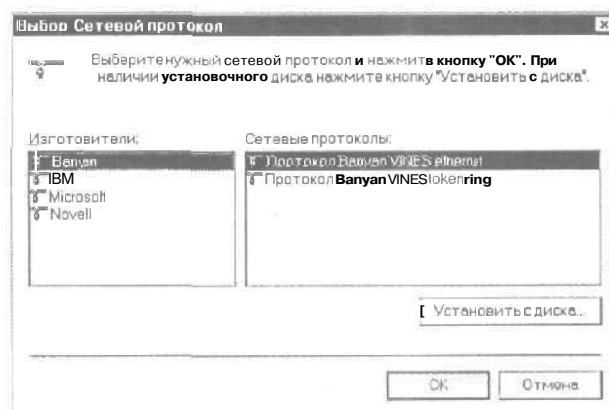 Выбор Сетевой протокол
Выберите нужный сетевой протокол и нажмите кнопку "ОК". При
наличии установочного диска нажмите кнопку "Установить с диска".
Изготовители:
Сетевые протоколы:
Banyan
IBM
Microsoft
Novell
Протокол Banyan VINES ethernet
Протокол Banyan VINES token ring
Установить с диска...
ОК
Отмена